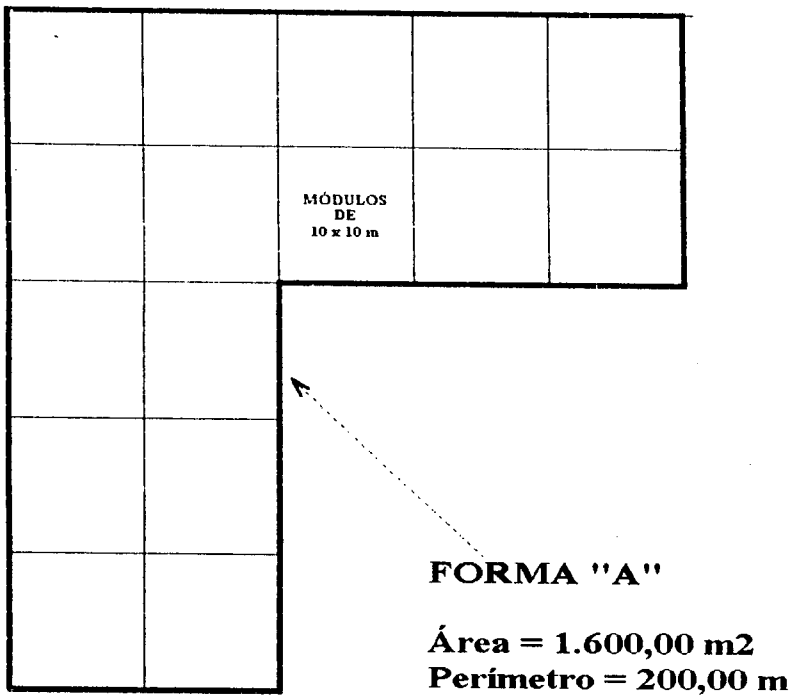 MÓDULOS
DE
10 x 10 m
FORMA "A"
Área = 1.600,00 m2
Perímetro = 200,00 m